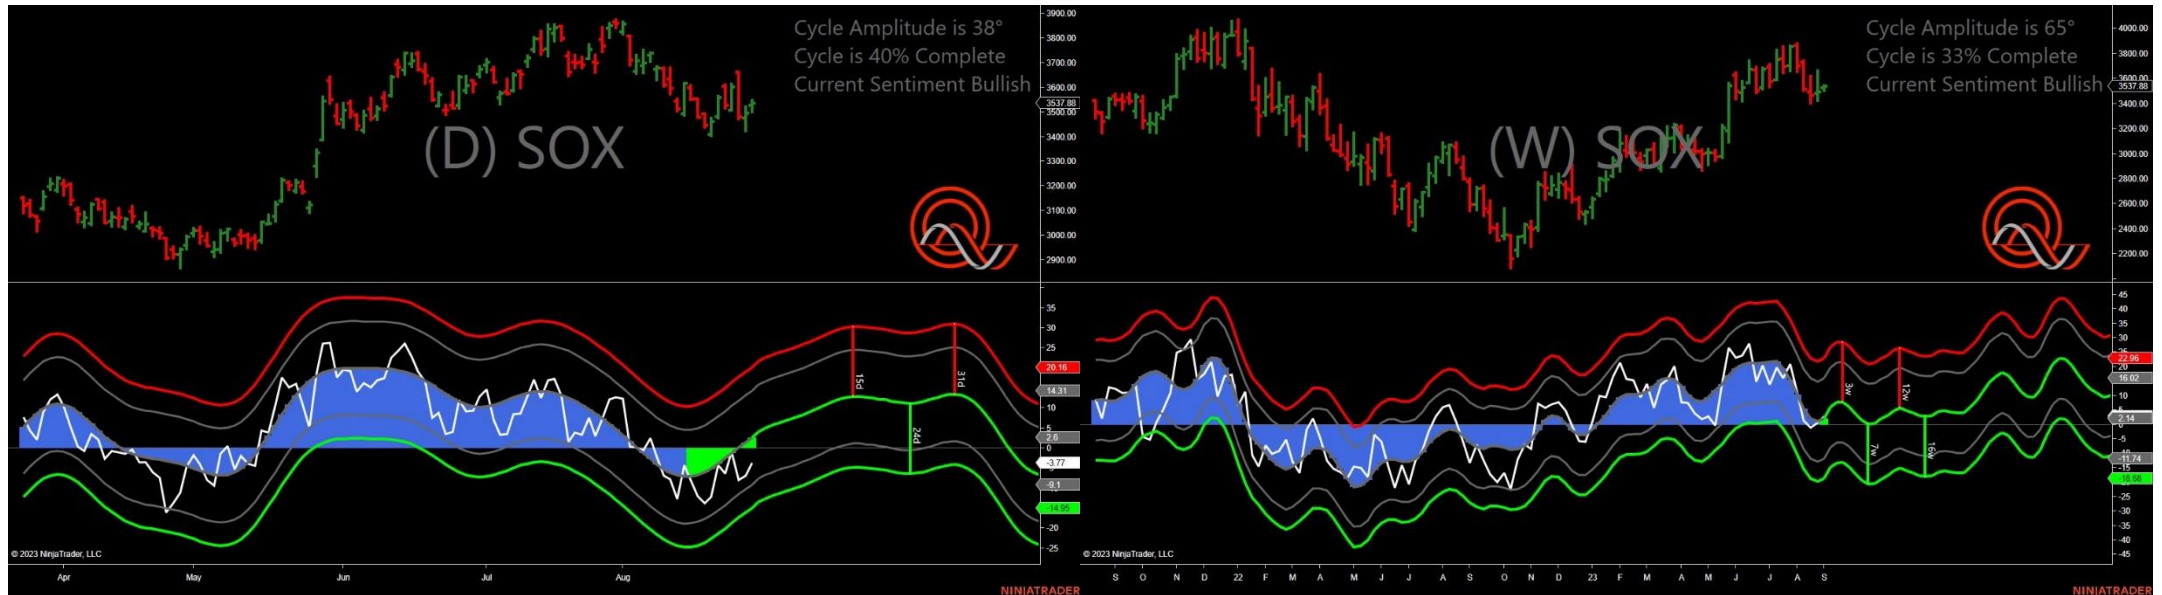 Cycle Amplitude is 38°
Cycle is 40% Complete
Current Sentiment Bullish
(D) SOX
3900.00
3800.00
3700.00
3600.00
3537.88
3500.00
3400.00
3300.00
3200.00
3100.00
3000.00
2900.00
35
30
25
20.16
14.31
10
5
2.6
0
-3.77
-9.1
-14.95
-20
-25
15d
24d
31d
© 2023 NinjaTrader, LLC
Apr May Jun Jul Aug
NINJATRADER
Cycle Amplitude is 65°
Cycle is 33% Complete
Current Sentiment Bullish
(W) SOX
4000.00
3800.00
3600.00
3537.88
3400.00
3200.00
3000.00
2800.00
2600.00
2400.00
2200.00
45
40
35
30
22.96
20
16.02
10
2.14
-5
-11.74
-15
-18.68
-25
-30
-35
-40
-45
3w
7w
12w
16w
© 2023 NinjaTrader, LLC
S O N D 22 F M A M J J A S O N D 23 F M A M J J A S
NINJATRADER